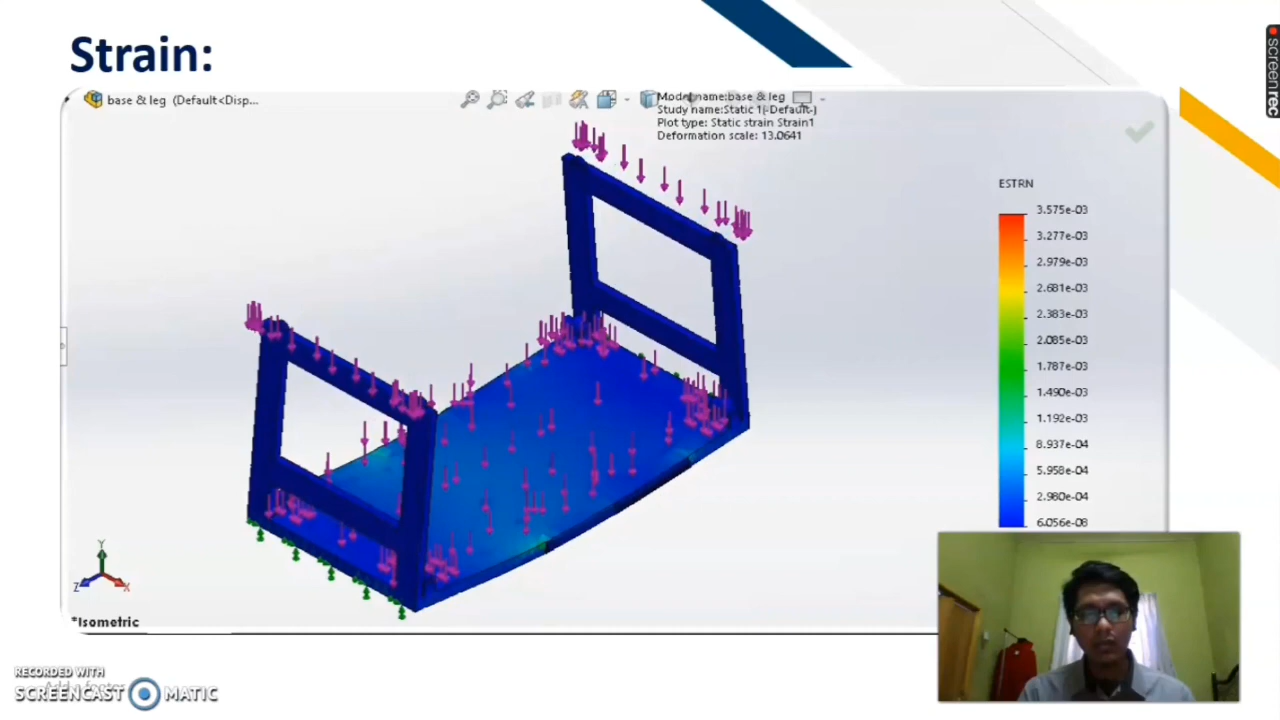 Strain:
screenrec
base & leg (Default<Disp...
Model name:base & leg
Study name:Static 1(-Default-)
Plot type: Static strain Strain1
Deformation scale: 13.0641
ESTRN
3.575e-03
3.277e-03
2.979e-03
2.681e-03
2.383e-03
2.085e-03
1.787e-03
1.490e-03
1.192e-03
8.937e-04
5.958e-04
2.980e-04
6.056e-08
Y
Z
X
*Isometric
RECORDED WITH
SCREENCAST MATIC